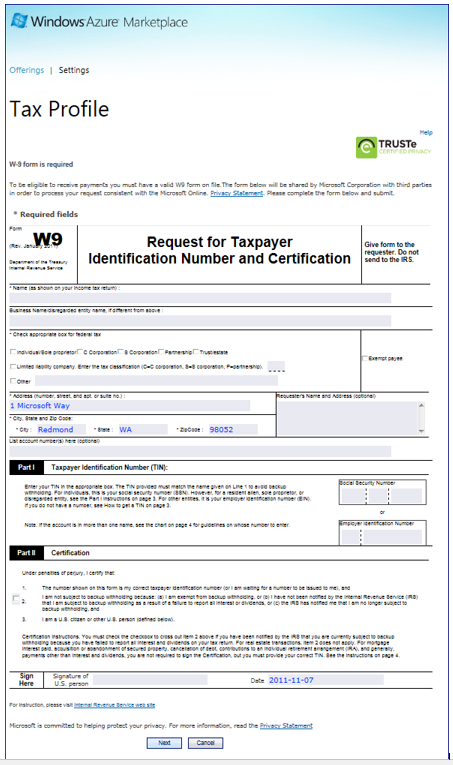 Windows Azure Marketplace
Offerings | Settings
Tax Profile
Help
TRUSTe
CERTIFIED PRIVACY
W-9 form is required
To be eligible to receive payments you must have a valid W9 form on file.The form below will be shared by Microsoft Corporation with third parties
in order to process your request consistent with the Microsoft Online. Privacy Statement. Please complete the form below and submit.
* Required fields
Form
W9
(Rev. January 2011)
Department of the Treasury
Internal Revenue Service
Request for Taxpayer
Identification Number and Certification
Give form to the
requester. Do not
send to the IRS.
* Name (as shown on your income tax return) :
Business Name/disregarded entity name, if different from above :
* Check appropriate box for federal tax
Individual/Sole proprietor C Corporation S Corporation Partnership Trust/estate
Limited liability company. Enter the tax classification (C=C corporation, S=S corporation, P=partnership).
Other
Exempt payee
* Address (number, street, and apt. or suite no.) :
1 Microsoft Way
* City, State and Zip Code:
* City : Redmond * State : WA * ZipCode : 98052
Requester's Name and Address (optional)
List account number(s) here (optional)
Part I Taxpayer Identification Number (TIN):
Enter your TIN in the appropriate box. The TIN provided must match the name given on Line 1 to avoid backup
withholding. For individuals, this is your social security number (SSN). However, for a resident alien, sole proprietor, or
disregarded entity, see the Part I instructions on page 3. For other entities, it is your employer identification number (EIN).
If you do not have a number, see How to get a TIN on page 3.
Note. If the account is in more than one name, see the chart on page 4 for guidelines on whose number to enter.
Social Security Number
or
Employer Identification Number
Part II Certification
Under penalties of perjury, I certify that:
1. The number shown on this form is my correct taxpayer identification number (or I am waiting for a number to be issued to me), and
2. I am not subject to backup withholding because: (a) I am exempt from backup withholding, or (b) I have not been notified by the Internal Revenue Service (IRS)
that I am subject to backup withholding as a result of a failure to report all interest or dividends, or (c) the IRS has notified me that I am no longer subject to
backup withholding, and
3. I am a U.S. citizen or other U.S. person (defined below).
Certification instructions. You must check the checkbox to cross out item 2 above if you have been notified by the IRS that you are currently subject to backup
withholding because you have failed to report all interest and dividends on your tax return. For real estate transactions, item 2 does not apply. For mortgage
interest paid, acquisition or abandonment of secured property, cancellation of debt, contributions to an individual retirement arrangement (IRA), and generally,
payments other than interest and dividends, you are not required to sign the Certification, but you must provide your correct TIN. See the instructions on page 4.
Sign
Here
Signature of
U.S. person
Date 2011-11-07
For instruction, please visit Internal Revenue Service web site
Microsoft is committed to helping protect your privacy. For more information, read the Privacy Statement
Next Cancel